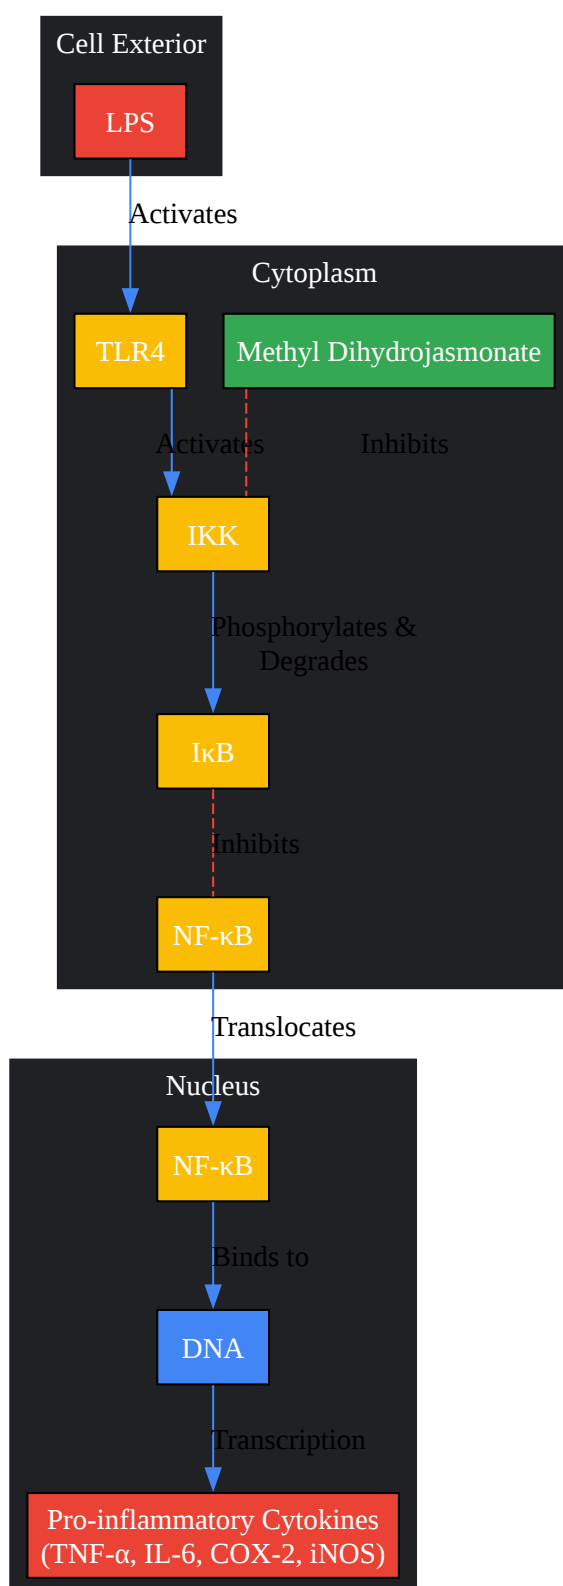 Cell Exterior
LPS
Activates
Cytoplasm
TLR4
Methyl Dihydrojasmonate
Activates
Inhibits
IKK
Phosphorylates &
Degrades
IκB
Inhibits
NF-κB
Translocates
Nucleus
NF-κB
Binds to
DNA
Transcription
Pro-inflammatory Cytokines
(TNF-α, IL-6, COX-2, iNOS)